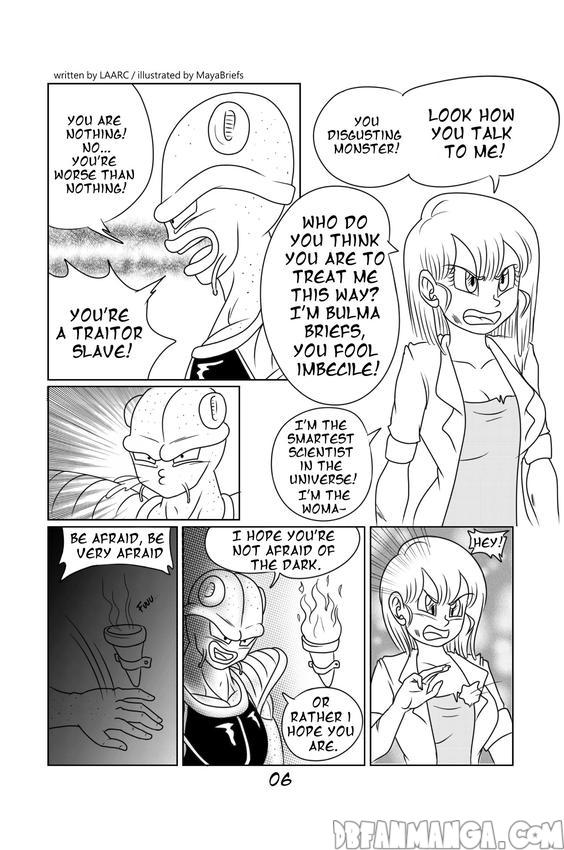 written by LAARC / illustrated by MayaBriefs
LOOK HOW
YOU TALK
TO ME!
YOU
DISGUSTING
MONSTER!
WHO DO
YOU THINK
YOU ARE TO
TREAT ME
THIS WAY?
I'M BULMA
BRIEFS,
YOU FOOL
IMBECILE!
I'M THE
SMARTEST
SCIENTIST
IN THE
UNIVERSE!
I'M THE
WOMA-
YOU ARE
NOTHING!
NO...
YOU'RE
WORSE THAN
NOTHING!
YOU'RE
A TRAITOR
SLAVE!
HEY!
I HOPE YOU'RE
NOT AFRAID OF
THE DARK.
OR
RATHER I
HOPE YOU
ARE.
BE AFRAID, BE
VERY AFRAID
06
DBFANMANGA.COM